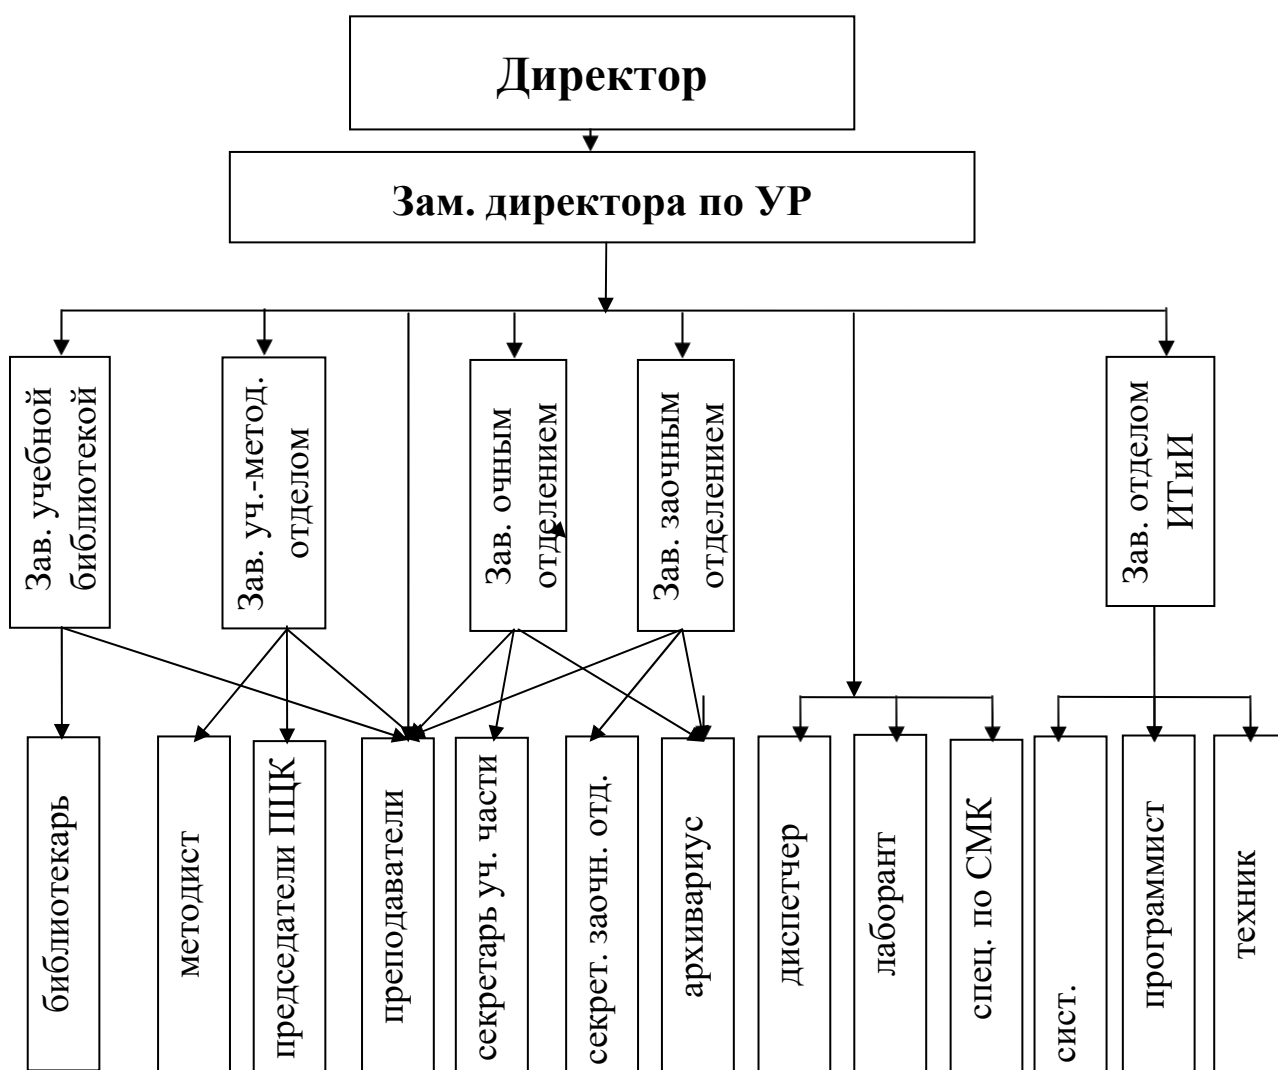 Директор
Зам. директора по УР
Зав. учебной
библиотекой
Зав. уч.-метод.
отделом
Зав. очным
отделением
Зав. заочным
отделением
Зав. отделом
ИТиИ
библиотекарь
методист
председатели ПЦК
преподаватели
секретарь уч. части
секрет. заочн. отд.
архивариус
диспетчер
лаборант
спец. по СМК
сист.
программист
техник